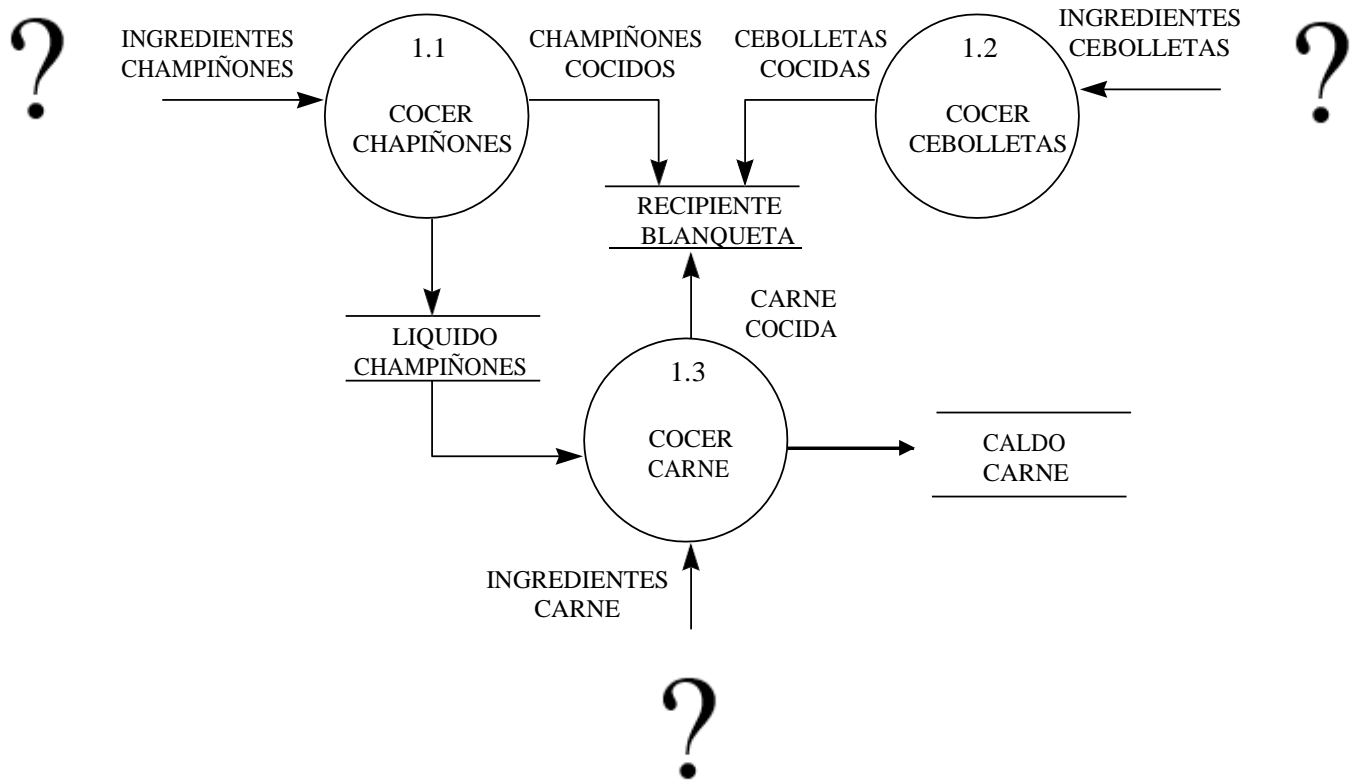 ?
INGREDIENTES
CHAMPIÑONES
1.1
COCER
CHAPIÑONES
CHAMPIÑONES
COCIDOS
CEBOLLETAS
COCIDAS
1.2
COCER
CEBOLLETAS
INGREDIENTES
CEBOLLETAS
?
RECIPIENTE
BLANQUETA
LIQUIDO
CHAMPIÑONES
CARNE
COCIDA
1.3
COCER
CARNE
CALDO
CARNE
INGREDIENTES
CARNE
?